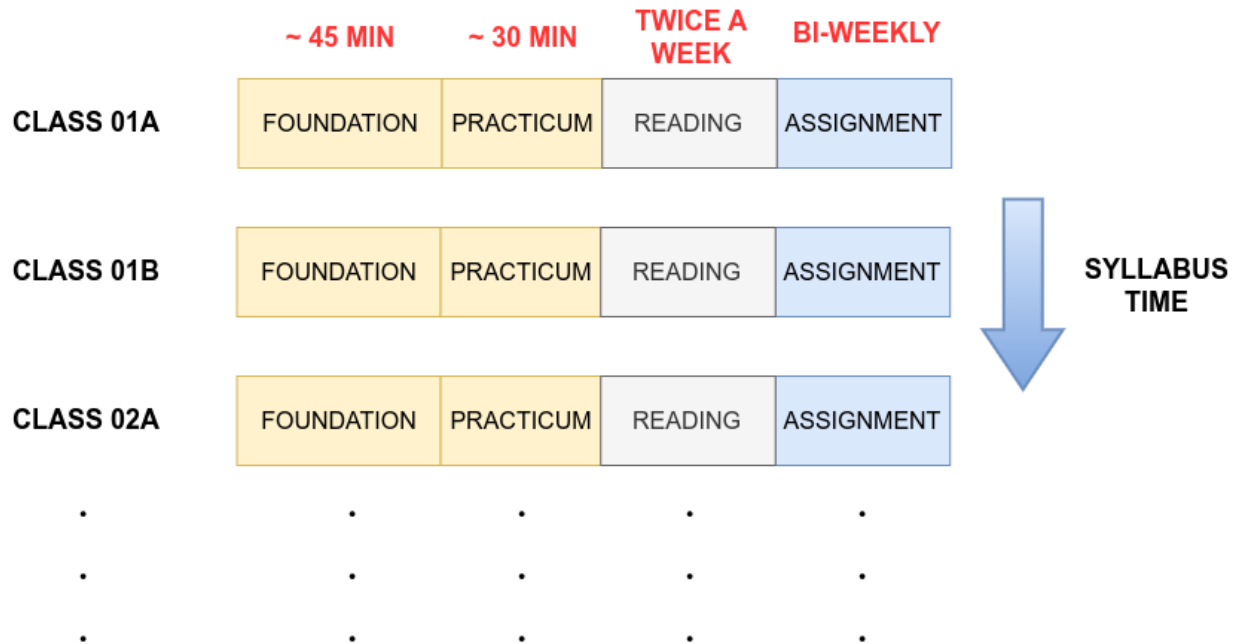 ~ 45 MIN
~ 30 MIN
TWICE A
WEEK
BI-WEEKLY
CLASS 01A
FOUNDATION
PRACTICUM
READING
ASSIGNMENT
CLASS 01B
FOUNDATION
PRACTICUM
READING
ASSIGNMENT
SYLLABUS
TIME
CLASS 02A
FOUNDATION
PRACTICUM
READING
ASSIGNMENT